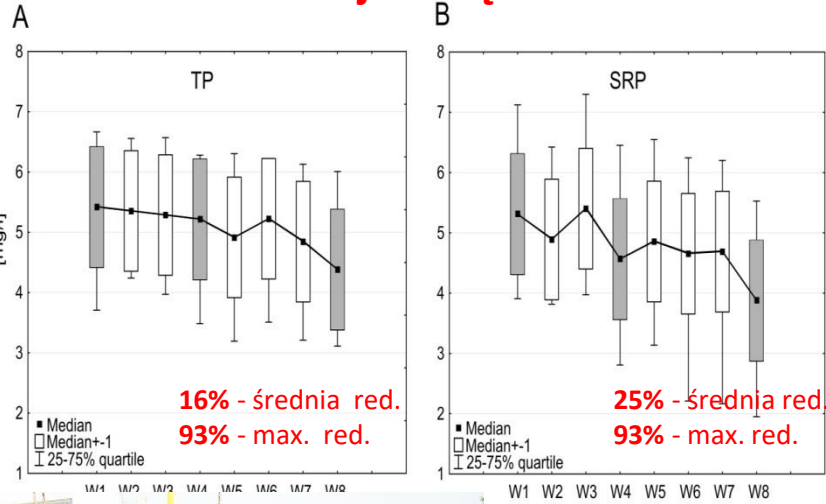 A
B
TP
SRP
8
7
6
5
4
3
2
1
8
7
6
5
4
3
2
1
16% - średnia red.
93% - max. red.
25% - średnia red.
93% - max. red.
Median
Median+-1
25-75% quartile
Median
Median+-1
25-75% quartile
W1 W2 W3 W4 W5 W6 W7 W8
W1 W2 W3 W4 W5 W6 W7 W8